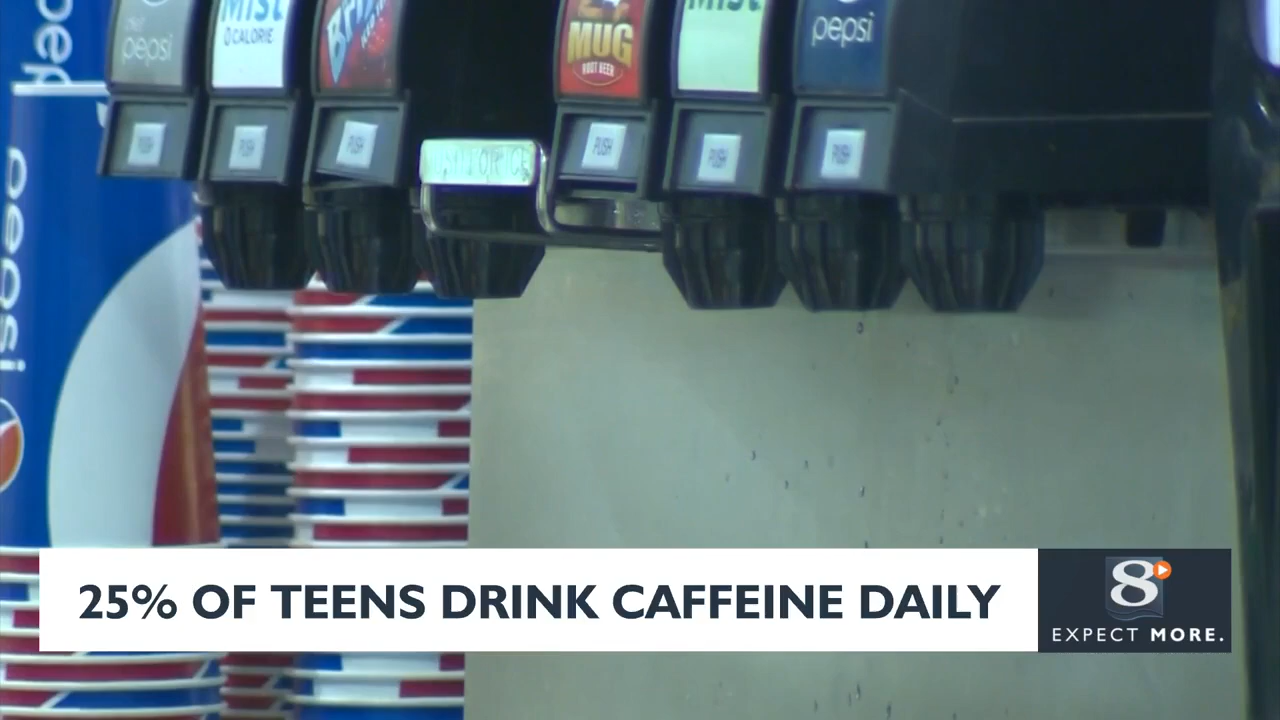 pepsi
MIST
0 CALORIE
MUG
ROOT BEER
MIST
pepsi
PUSH
PUSH
PUSH
PUSH
PUSH
PUSH
pepsi
pepsi
25% OF TEENS DRINK CAFFEINE DAILY
8
EXPECT MORE.